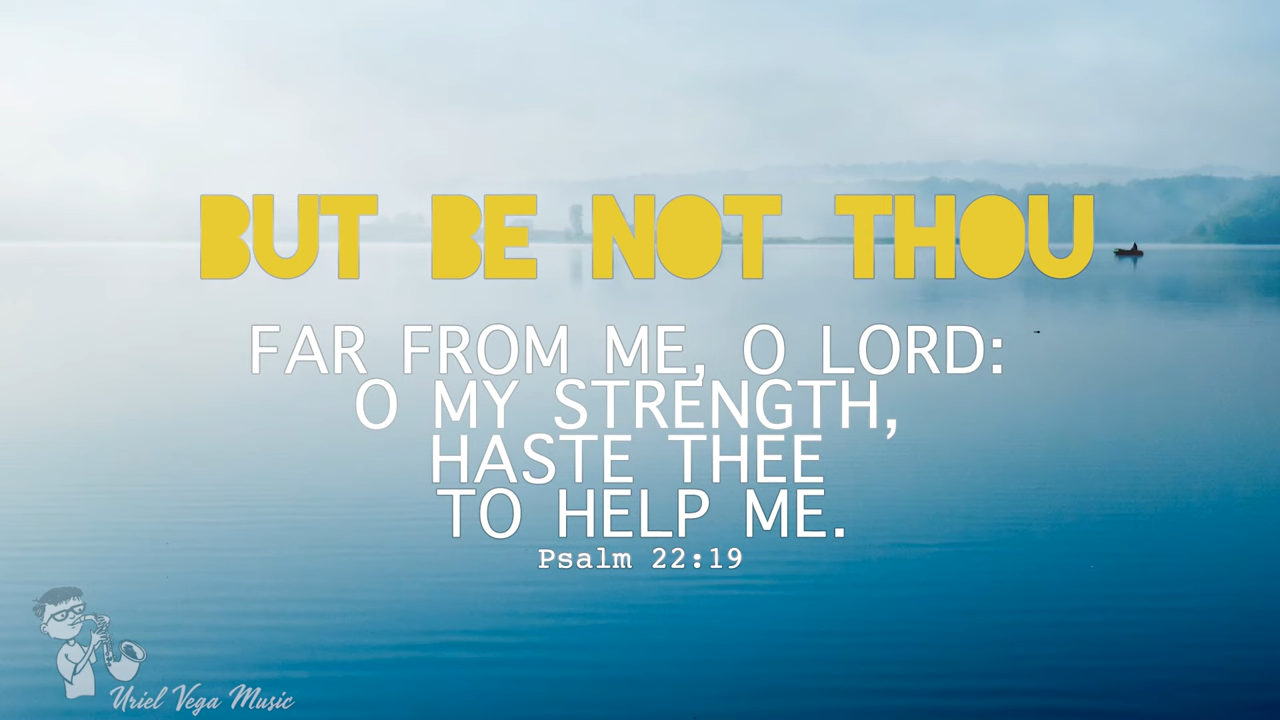 BUT BE NOT THOU
FAR FROM ME, O LORD:
O MY STRENGTH,
HASTE THEE
TO HELP ME.
Psalm 22:19
Uriel Vega Music